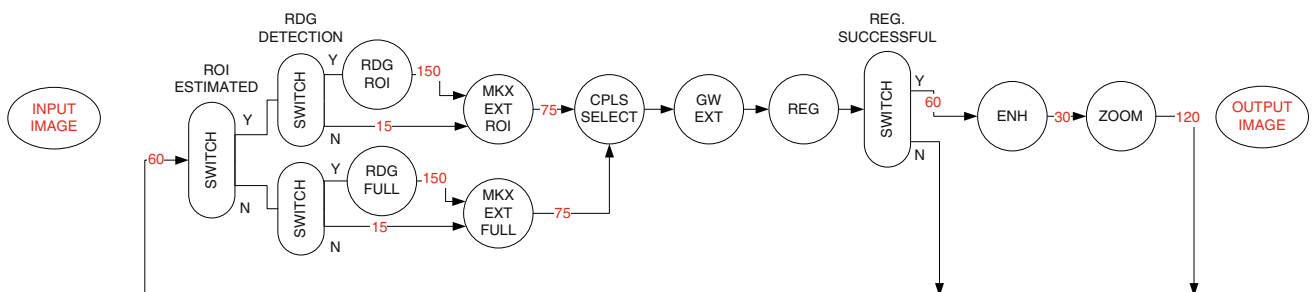 RDG
DETECTION
REG.
SUCCESSFUL
ROI
ESTIMATED
INPUT
IMAGE
60
SWITCH
Y
N
SWITCH
Y
N
RDG
ROI
150
15
MKX
EXT
ROI
75
SWITCH
Y
N
RDG
FULL
150
15
MKX
EXT
FULL
75
CPLS
SELECT
GW
EXT
REG
SWITCH
Y
60
N
ENH
30
ZOOM
120
OUTPUT
IMAGE